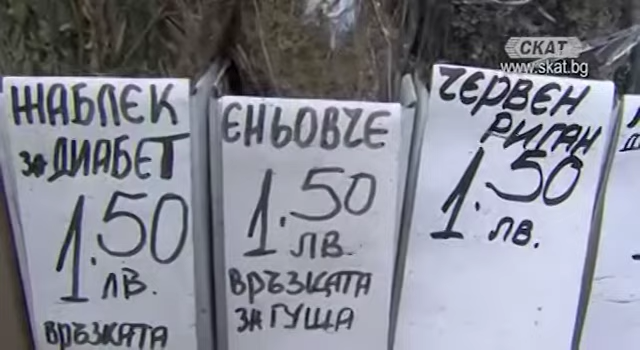 СКАТ
www.skat.bg
ЖАБЛЕК
за ДИАБЕТ
1.50
лв.
ВРЪЗКАТА
ЕНЬОВЧЕ
1.50
лв.
ВРЪЗКАТА
ЗА ГУША
ЧЕРВЕН
РИГАН
1.50
лв.